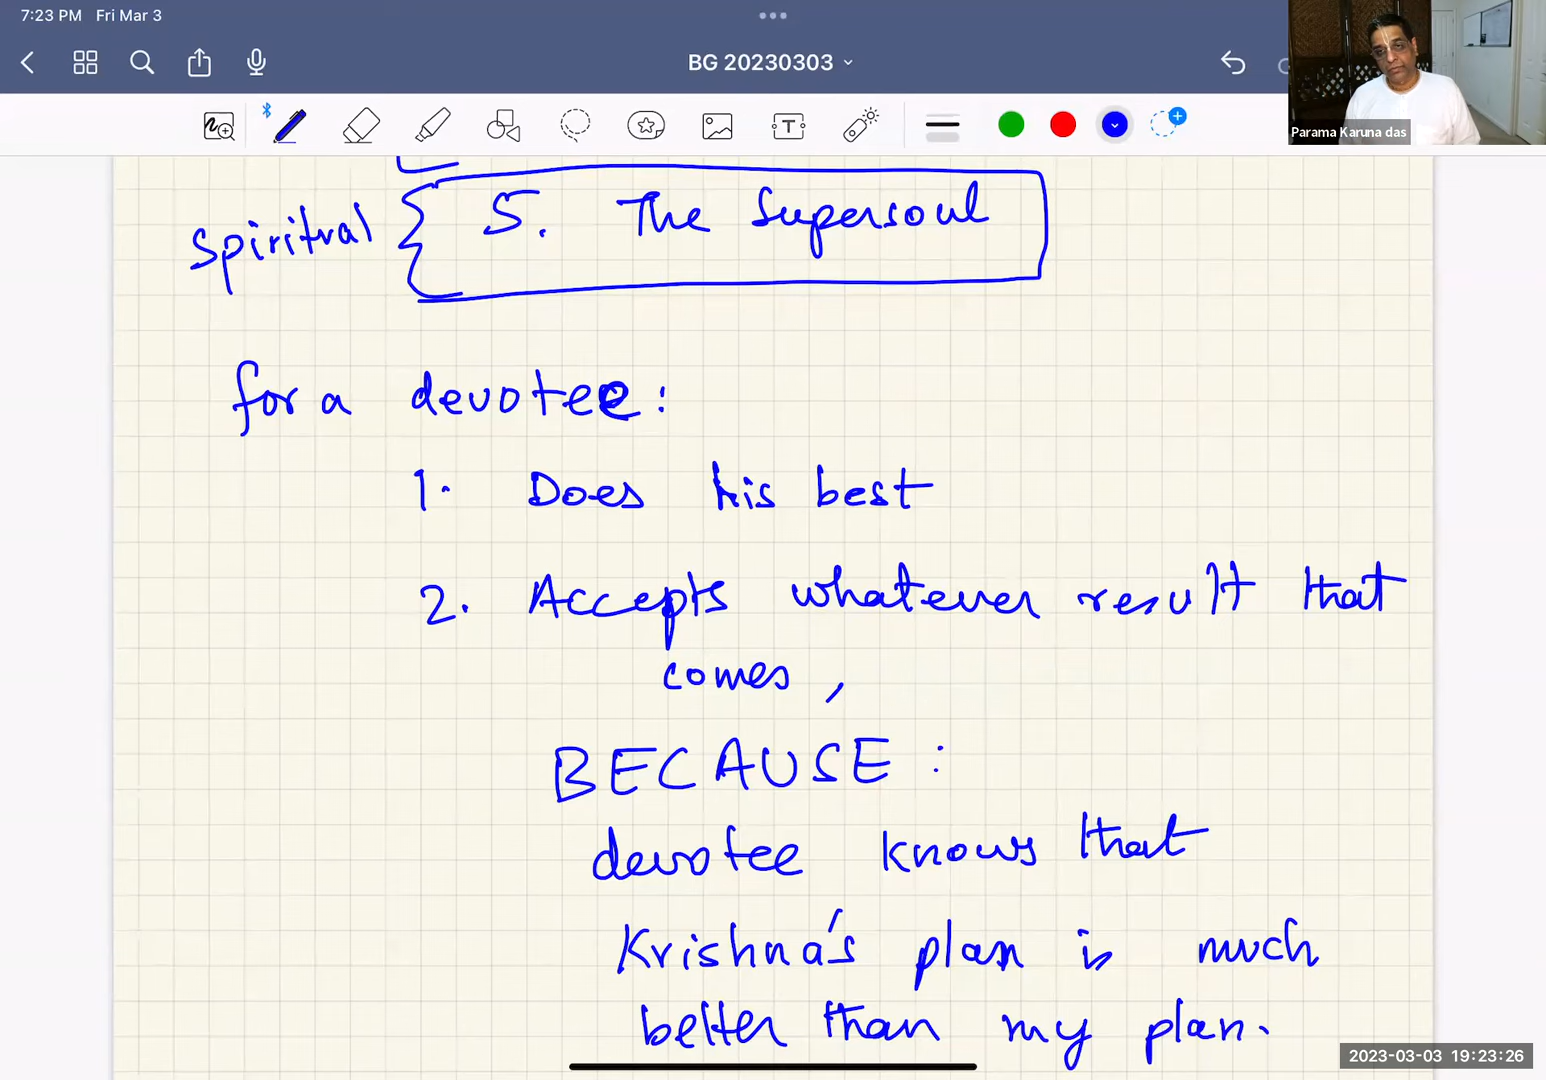 7:23 PM Fri Mar 3
BG 20230303
T
Parama Karuna das
Spiritual
5. The Supersoul
for a devotee:
1. Does his best
2. Accepts whatever result that
comes,
BECAUSE:
devotee knows that
Krishna's plan is much
better than my plan.
2023-03-03 19:23:26